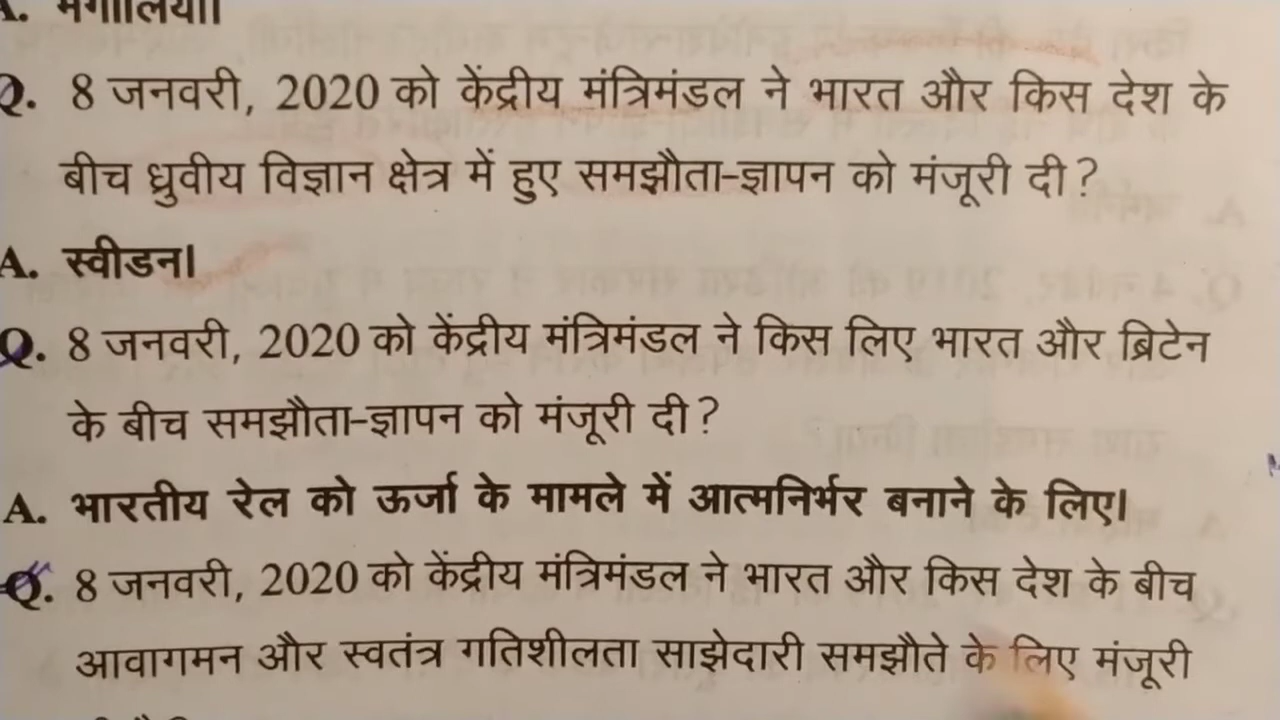 A. मंगोलिया।
Q. 8 जनवरी, 2020 को केंद्रीय मंत्रिमंडल ने भारत और किस देश के
बीच ध्रुवीय विज्ञान क्षेत्र में हुए समझौता-ज्ञापन को मंजूरी दी?
A. स्वीडन।
Q. 8 जनवरी, 2020 को केंद्रीय मंत्रिमंडल ने किस लिए भारत और ब्रिटेन
के बीच समझौता-ज्ञापन को मंजूरी दी?
A. भारतीय रेल को ऊर्जा के मामले में आत्मनिर्भर बनाने के लिए।
Q. 8 जनवरी, 2020 को केंद्रीय मंत्रिमंडल ने भारत और किस देश के बीच
आवागमन और स्वतंत्र गतिशीलता साझेदारी समझौते के लिए मंजूरी